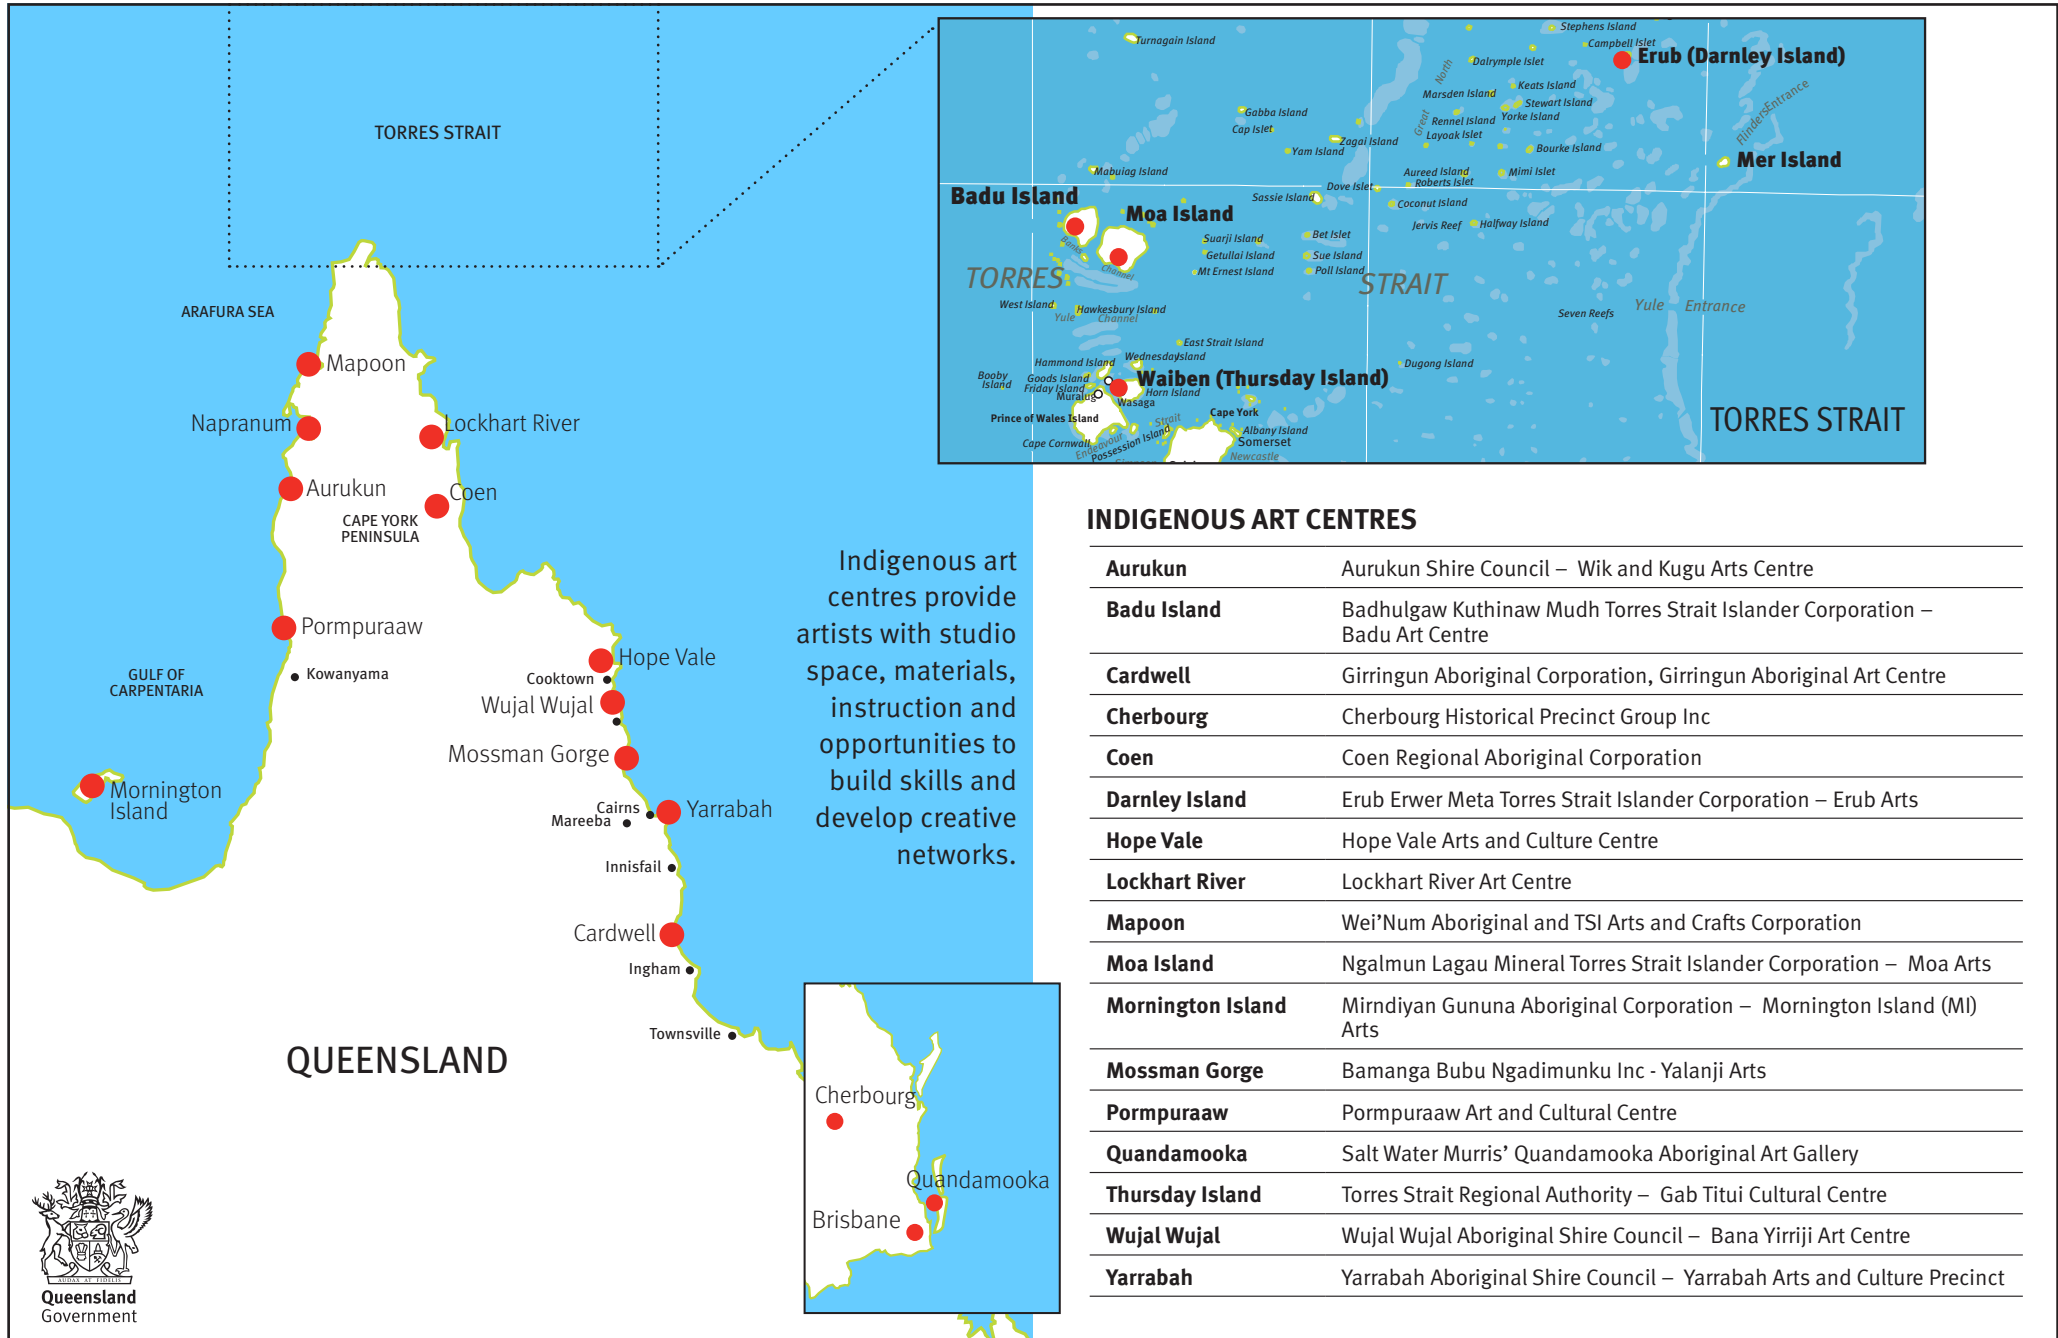 TORRES STRAIT
ARAFURA SEA
Mapoon
Napranum
Lockhart River
Aurukun
Coen
CAPE YORK
PENINSULA
Pormpuraaw
Kowanyama
GULF OF
CARPENTARIA
Hope Vale
Cooktown
Wujal Wujal
Mossman Gorge
Mornington
Island
Cairns
Mareeba
Yarrabah
Innisfail
Cardwell
Ingham
Townsville
QUEENSLAND
Indigenous art
centres provide
artists with studio
space, materials,
instruction and
opportunities to
build skills and
develop creative
networks.
Cherbourg
Quandamooka
Brisbane
AUDAX AT FIDELIS
Queensland
Government
Stephens Island
Turnagain Island
Campbell Islet
Erub (Darnley Island)
Dalrymple Islet
North
Keats Island
Marsden Island
Stewart Island
Flinders Entrance
Gabba Island
Great
Rennel Island
Yorke Island
Cap Islet
Layoak Islet
Zagai Island
Yam Island
Bourke Island
Mer Island
Mabuiag Island
Aureed Island
Mimi Islet
Dove Islet
Roberts Islet
Badu Island
Sassie Island
Coconut Island
Moa Island
Jervis Reef
Halfway Island
Banks
Suarji Island
Bet Islet
Getullai Island
Sue Island
Channel
Mt Ernest Island
Poll Island
TORRES
STRAIT
West Island
Hawkesbury Island
Yule
Channel
Seven Reefs
Yule
Entrance
East Strait Island
Wednesday Island
Hammond Island
Dugong Island
Booby
Island
Goods Island
Waiben (Thursday Island)
Friday Island
Muralug
Horn Island
Wasaga
Prince of Wales Island
Strait
Cape York
Cape Cornwall
Endeavour
Possession Island
Albany Island
Somerset
Newcastle
TORRES STRAIT
INDIGENOUS ART CENTRES
Aurukun Aurukun Shire Council – Wik and Kugu Arts Centre
Badu Island Badhulgaw Kuthinaw Mudh Torres Strait Islander Corporation –
Badu Art Centre
Cardwell Girringun Aboriginal Corporation, Girringun Aboriginal Art Centre
Cherbourg Cherbourg Historical Precinct Group Inc
Coen Coen Regional Aboriginal Corporation
Darnley Island Erub Erwer Meta Torres Strait Islander Corporation – Erub Arts
Hope Vale Hope Vale Arts and Culture Centre
Lockhart River Lockhart River Art Centre
Mapoon Wei’Num Aboriginal and TSI Arts and Crafts Corporation
Moa Island Ngalmun Lagau Mineral Torres Strait Islander Corporation – Moa Arts
Mornington Island Mirndiyan Gununa Aboriginal Corporation – Mornington Island (MI)
Arts
Mossman Gorge Bamanga Bubu Ngadimunku Inc - Yalanji Arts
Pormpuraaw Pormpuraaw Art and Cultural Centre
Quandamooka Salt Water Murris’ Quandamooka Aboriginal Art Gallery
Thursday Island Torres Strait Regional Authority – Gab Titui Cultural Centre
Wujal Wujal Wujal Wujal Aboriginal Shire Council – Bana Yirriji Art Centre
Yarrabah Yarrabah Aboriginal Shire Council – Yarrabah Arts and Culture Precinct